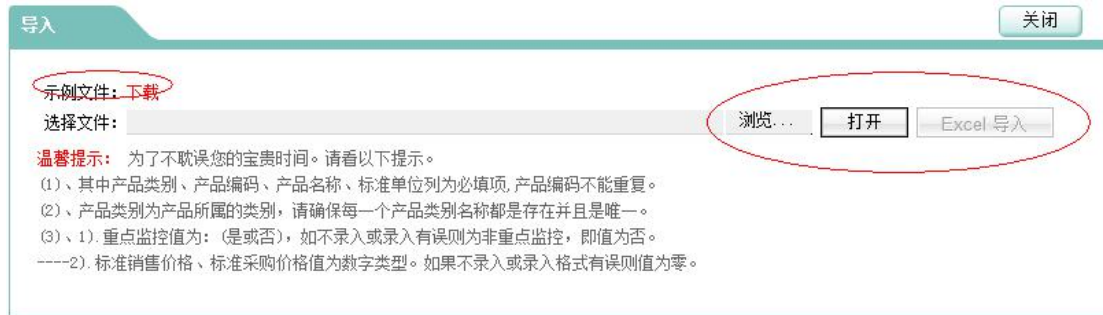 导入
关闭
示例文件：下载
选择文件： 浏览... 打开 Excel 导入
温馨提示： 为了不耽误您的宝贵时间。请看以下提示。
(1)、其中产品类别、产品编码、产品名称、标准单位列为必填项,产品编码不能重复。
(2)、产品类别为产品所属的类别，请确保每一个产品类别名称都是存在并且是唯一。
(3)、1).重点监控值为：(是或否)，如不录入或录入有误则为非重点监控，即值为否。
----2).标准销售价格、标准采购价格值为数字类型。如果不录入或录入格式有误则值为零。